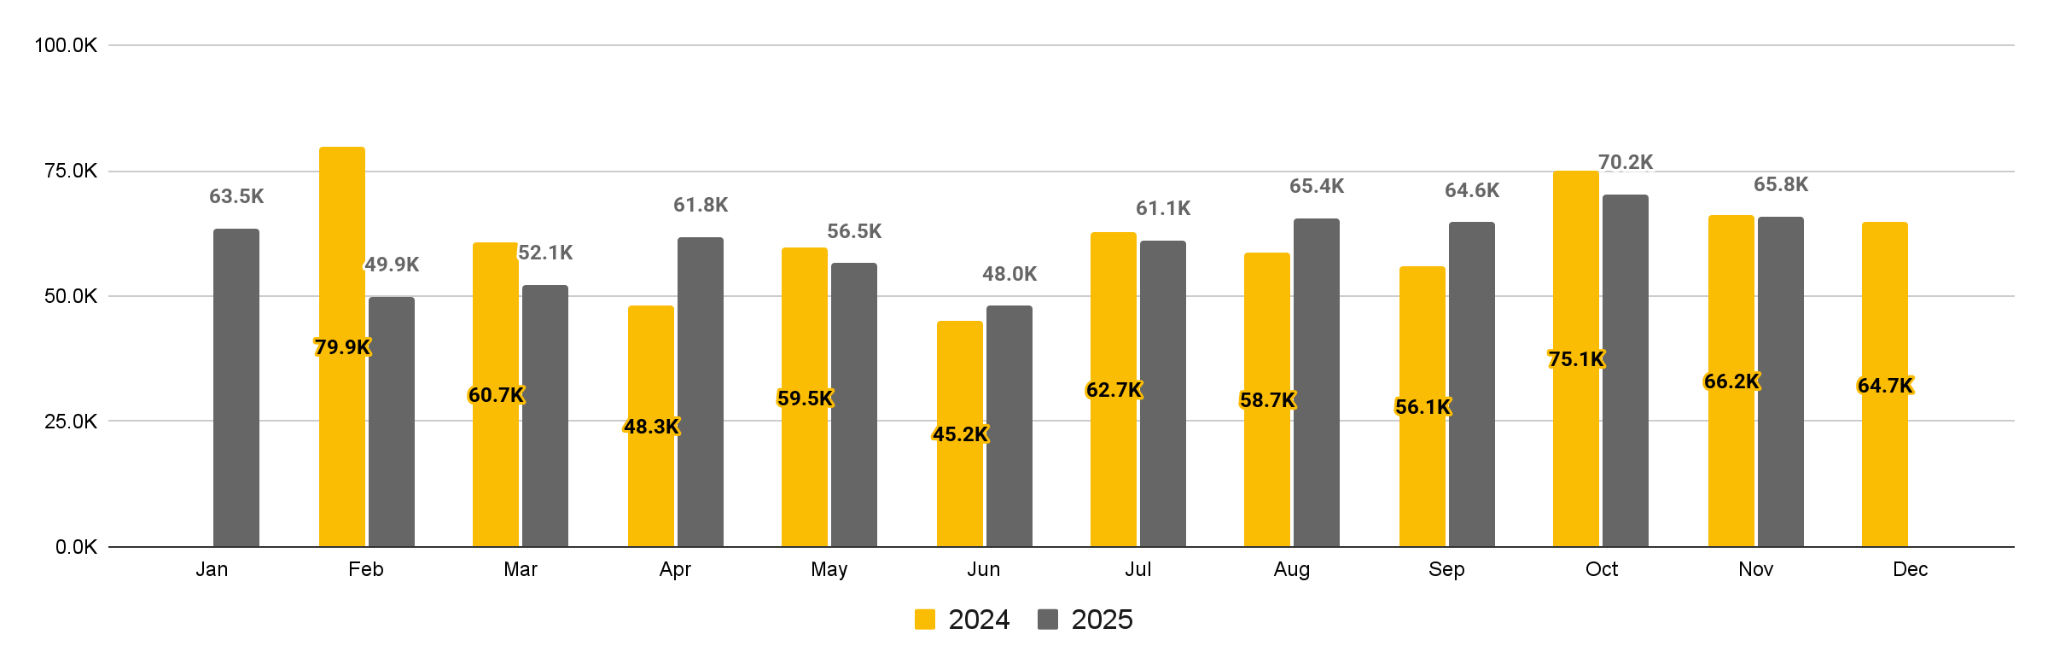 100.0K
75.0K
50.0K
25.0K
0.0K
63.5K
79.9K
49.9K
60.7K
52.1K
48.3K
61.8K
59.5K
56.5K
45.2K
48.0K
62.7K
61.1K
58.7K
65.4K
56.1K
64.6K
75.1K
70.2K
66.2K
65.8K
64.7K
Jan Feb Mar Apr May Jun Jul Aug Sep Oct Nov Dec
2024 2025